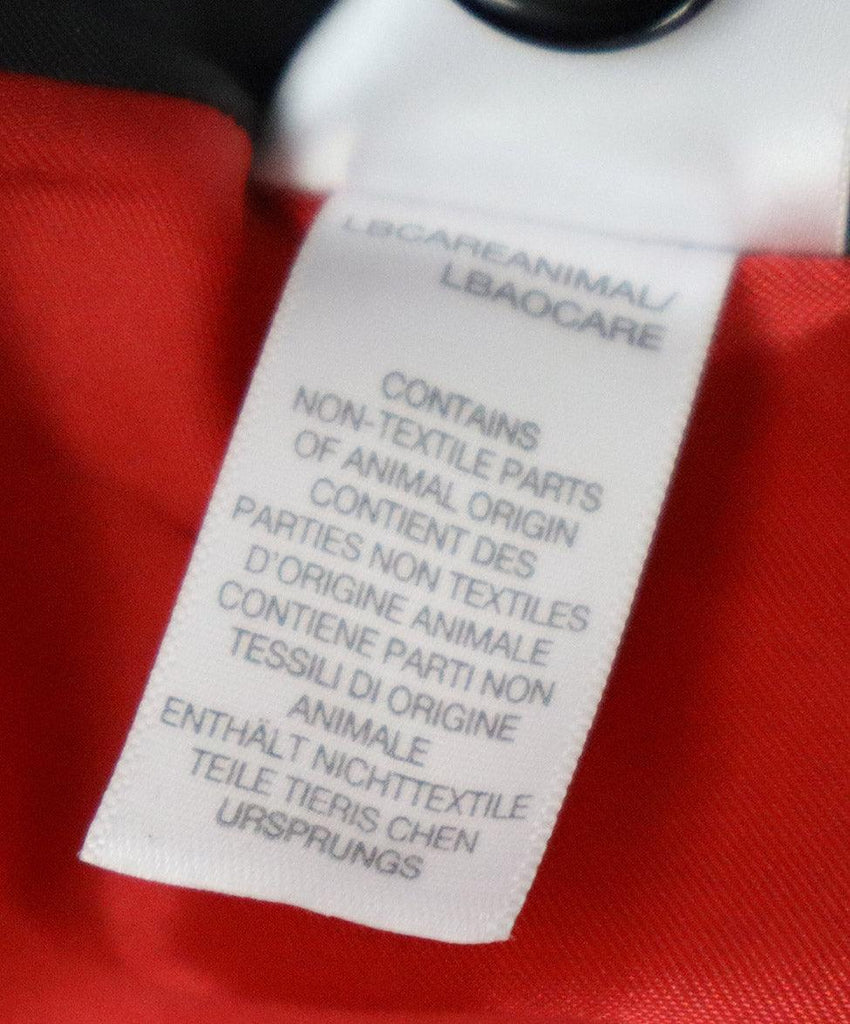 LBCAREANIMAL/
LBAOCARE
CONTAINS
NON-TEXTILE PARTS
OF ANIMAL ORIGIN
CONTIENT DES
PARTIES NON TEXTILES
D'ORIGINE ANIMALE
CONTIENE PARTI NON
TESSILI DI ORIGINE
ANIMALE
ENTHÄLT NICHTTEXTILE
TEILE TIERIS CHEN
URSPRUNGS